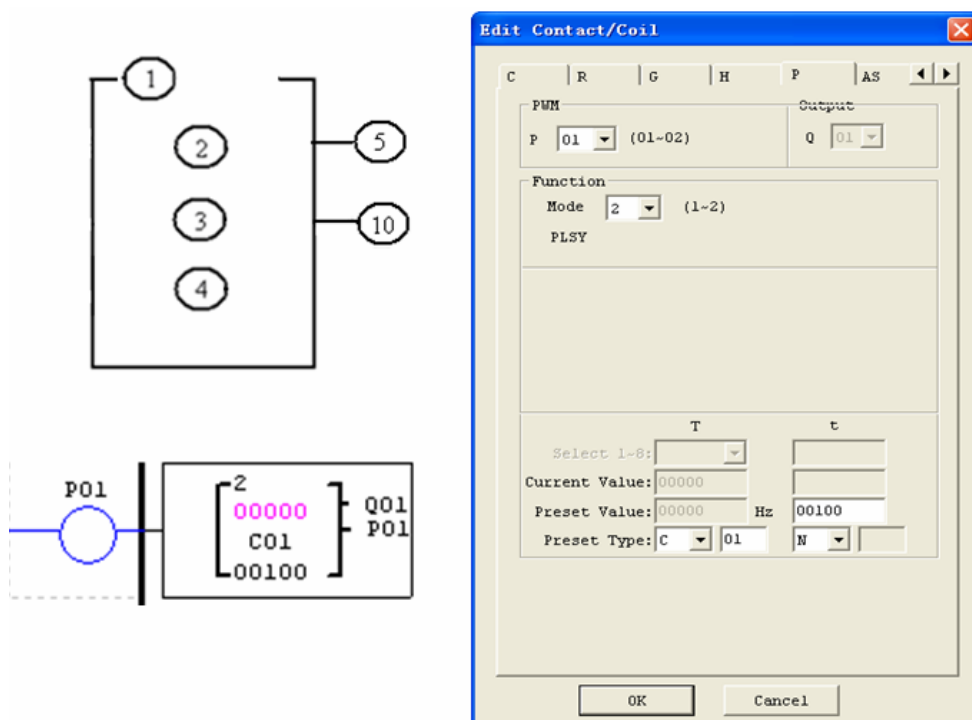 1
2
3
4
5
10
P01
2
00000
C01
00100
Q01
P01
Edit Contact/Coil
C R G H P AS
PWM
P 01 (01~02)
Output
Q 01
Function
Mode 2 (1~2)
PLSY
T t
Select 1~8:
Current Value: 00000
Preset Value: 00000 Hz 00100
Preset Type: C 01 N
OK Cancel